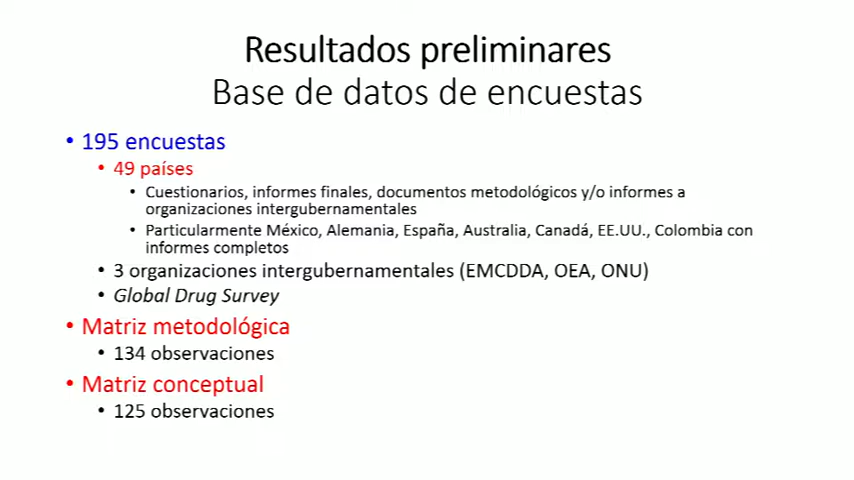 Resultados preliminares
Base de datos de encuestas
• 195 encuestas
• 49 países
• Cuestionarios, informes finales, documentos metodológicos y/o informes a
organizaciones intergubernamentales
• Particularmente México, Alemania, España, Australia, Canadá, EE.UU., Colombia con
informes completos
• 3 organizaciones intergubernamentales (EMCDDA, OEA, ONU)
• Global Drug Survey
• Matriz metodológica
• 134 observaciones
• Matriz conceptual
• 125 observaciones